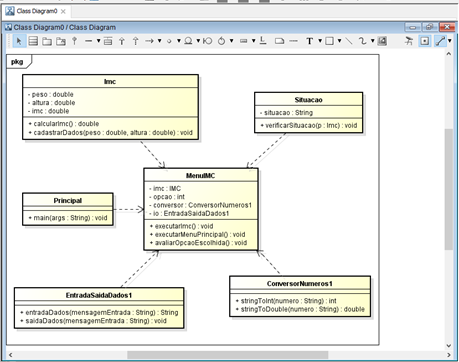 Class Diagram0
Class Diagram0 / Class Diagram
pkg
Imc
- peso : double
- altura : double
- imc : double
+ calcularImc() : double
+ cadastrarDados(peso : double, altura : double) : void
Situacao
- situacao : String
+ verificarSituacao(p : Imc) : void
MenuIMC
- imc : IMC
- opcao : int
- conversor : ConversorNumeros1
- io : EntradaSaidaDados1
+ executarImc() : void
+ executarMenuPrincipal() : void
+ avaliarOpcaoEscolhida() : void
Principal
+ main(args : String) : void
EntradaSaidaDados1
+ entradaDados(mensagemEntrada : String) : String
+ saidaDados(mensagemEntrada : String) : void
ConversorNumeros1
+ stringToInt(numero : String) : int
+ stringToDouble(numero : String) : double